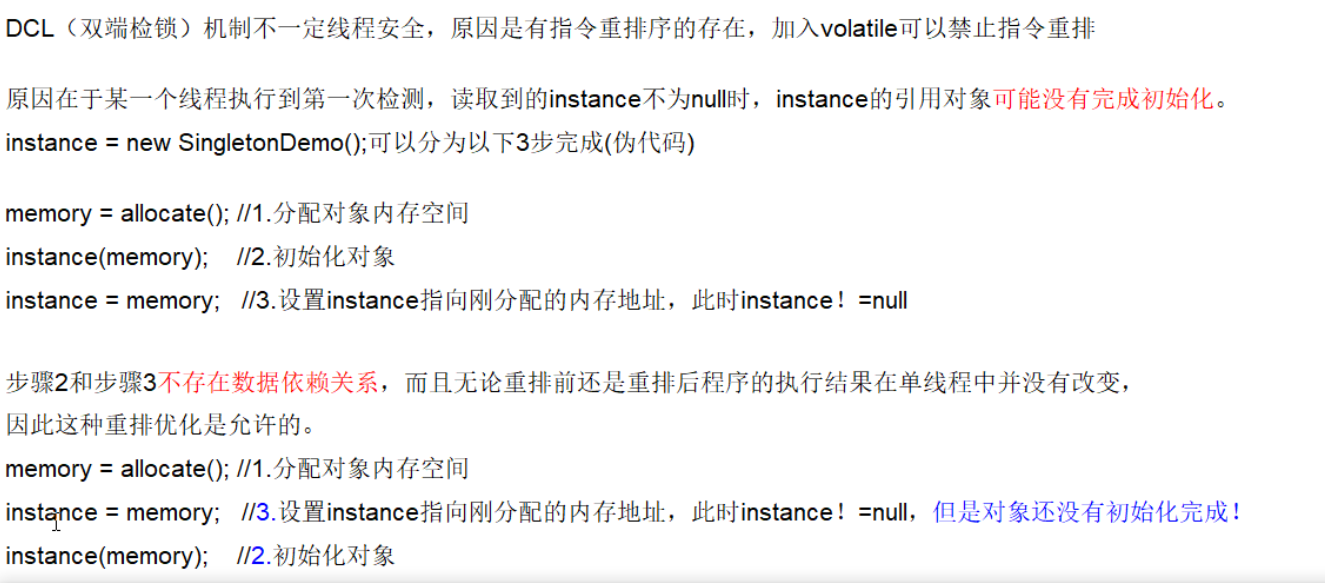 DCL（双端检锁）机制不一定线程安全，原因是有指令重排序的存在，加入volatile可以禁止指令重排
原因在于某一个线程执行到第一次检测，读取到的instance不为null时，instance的引用对象可能没有完成初始化。
instance = new SingletonDemo();可以分为以下3步完成(伪代码)
memory = allocate(); //1.分配对象内存空间
instance(memory); //2.初始化对象
instance = memory; //3.设置instance指向刚分配的内存地址，此时instance！=null
步骤2和步骤3不存在数据依赖关系，而且无论重排前还是重排后程序的执行结果在单线程中并没有改变，
因此这种重排优化是允许的。
memory = allocate(); //1.分配对象内存空间
instance = memory; //3.设置instance指向刚分配的内存地址，此时instance！=null，但是对象还没有初始化完成！
instance(memory); //2.初始化对象